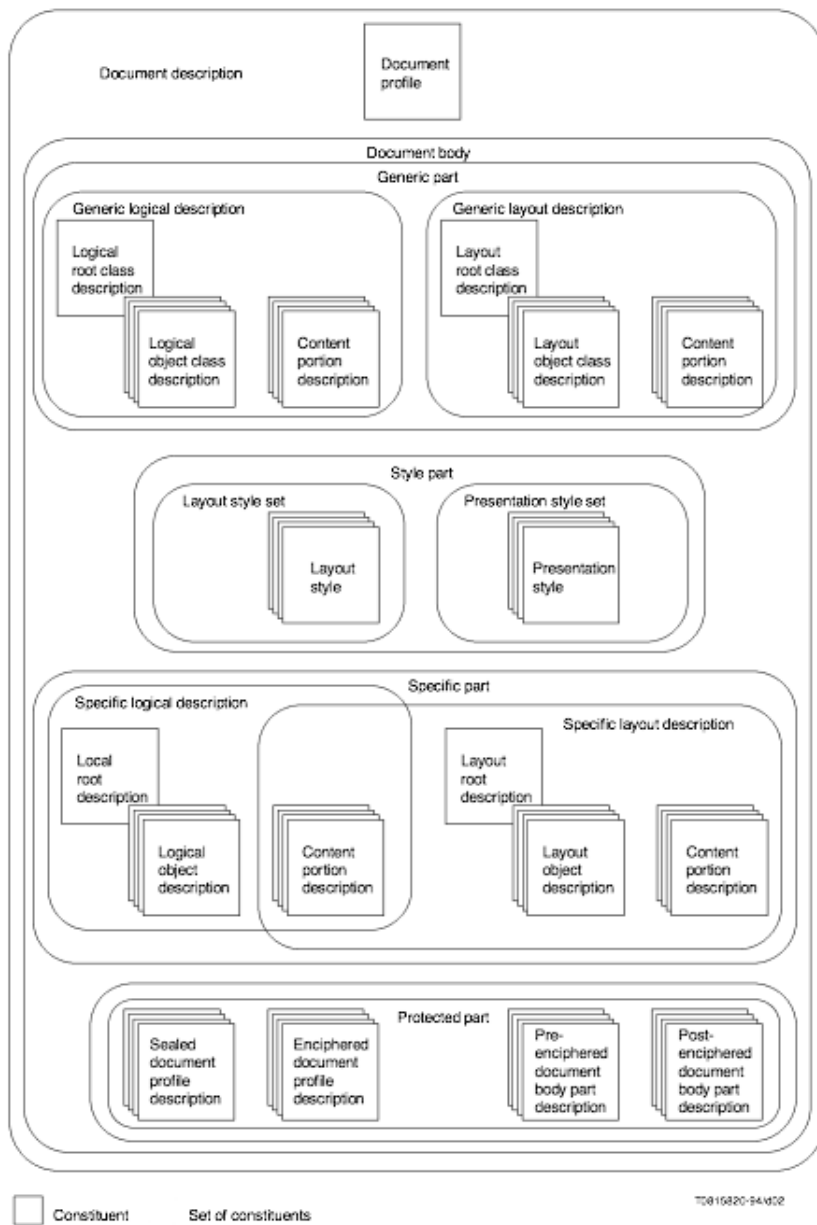 Document description
Document
profile
Document body
Generic part
Generic logical description
Logical
root class
description
Logical
object class
description
Content
portion
description
Generic layout description
Layout
root class
description
Layout
object class
description
Content
portion
description
Style part
Layout style set
Layout
style
Presentation style set
Presentation
style
Specific part
Specific logical description
Local
root
description
Logical
object
description
Content
portion
description
Specific layout description
Layout
root
description
Layout
object
description
Content
portion
description
Protected part
Sealed
document
profile
description
Enciphered
document
profile
description
Pre-
enciphered
document
body part
description
Post-
enciphered
document
body part
description
T0815820-94/d02
Constituent
Set of constituents